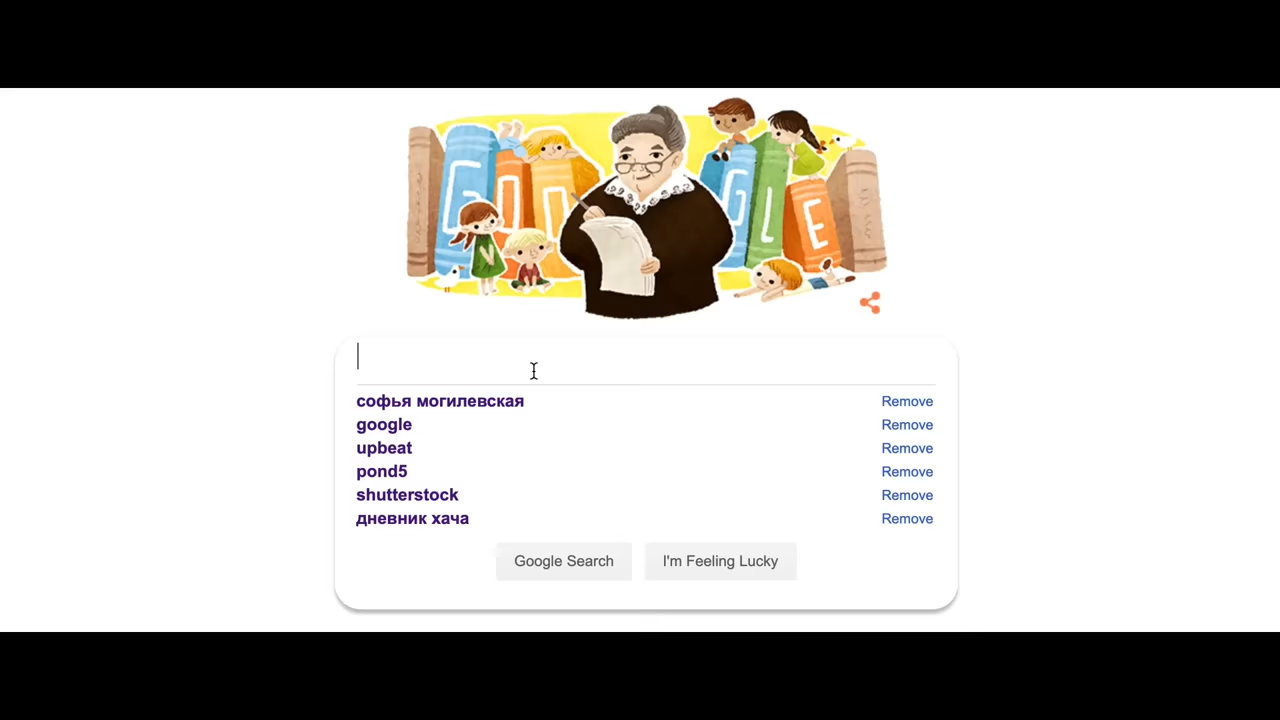 GOOGLE
софья могилевская Remove
google Remove
upbeat Remove
pond5 Remove
shutterstock Remove
дневник хача Remove
Google Search I'm Feeling Lucky